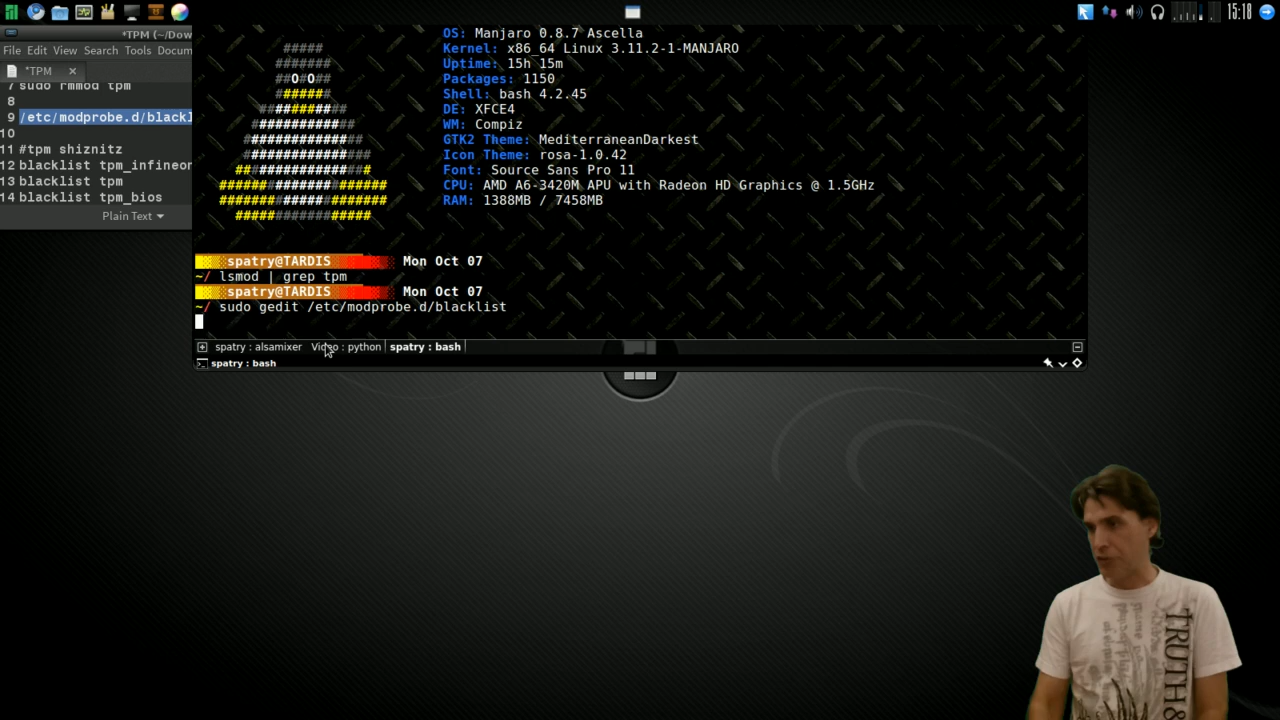 15:18
*TPM (~/Dow
File Edit View Search Tools Docum
*TPM
7 sudo rmmod tpm
8
9 /etc/modprobe.d/blackl
10
11 #tpm shiznitz
12 blacklist tpm_infineon
13 blacklist tpm
14 blacklist tpm_bios
Plain Text
OS: Manjaro 0.8.7 Ascella
Kernel: x86_64 Linux 3.11.2-1-MANJARO
Uptime: 15h 15m
Packages: 1150
Shell: bash 4.2.45
DE: XFCE4
WM: Compiz
GTK2 Theme: MediterraneanDarkest
Icon Theme: rosa-1.0.42
Font: Source Sans Pro 11
CPU: AMD A6-3420M APU with Radeon HD Graphics @ 1.5GHz
RAM: 1388MB / 7458MB
spatry@TARDIS Mon Oct 07
~/ lsmod | grep tpm
spatry@TARDIS Mon Oct 07
~/ sudo gedit /etc/modprobe.d/blacklist
spatry : alsamixer Video : python spatry : bash
spatry : bash
TRUTH&